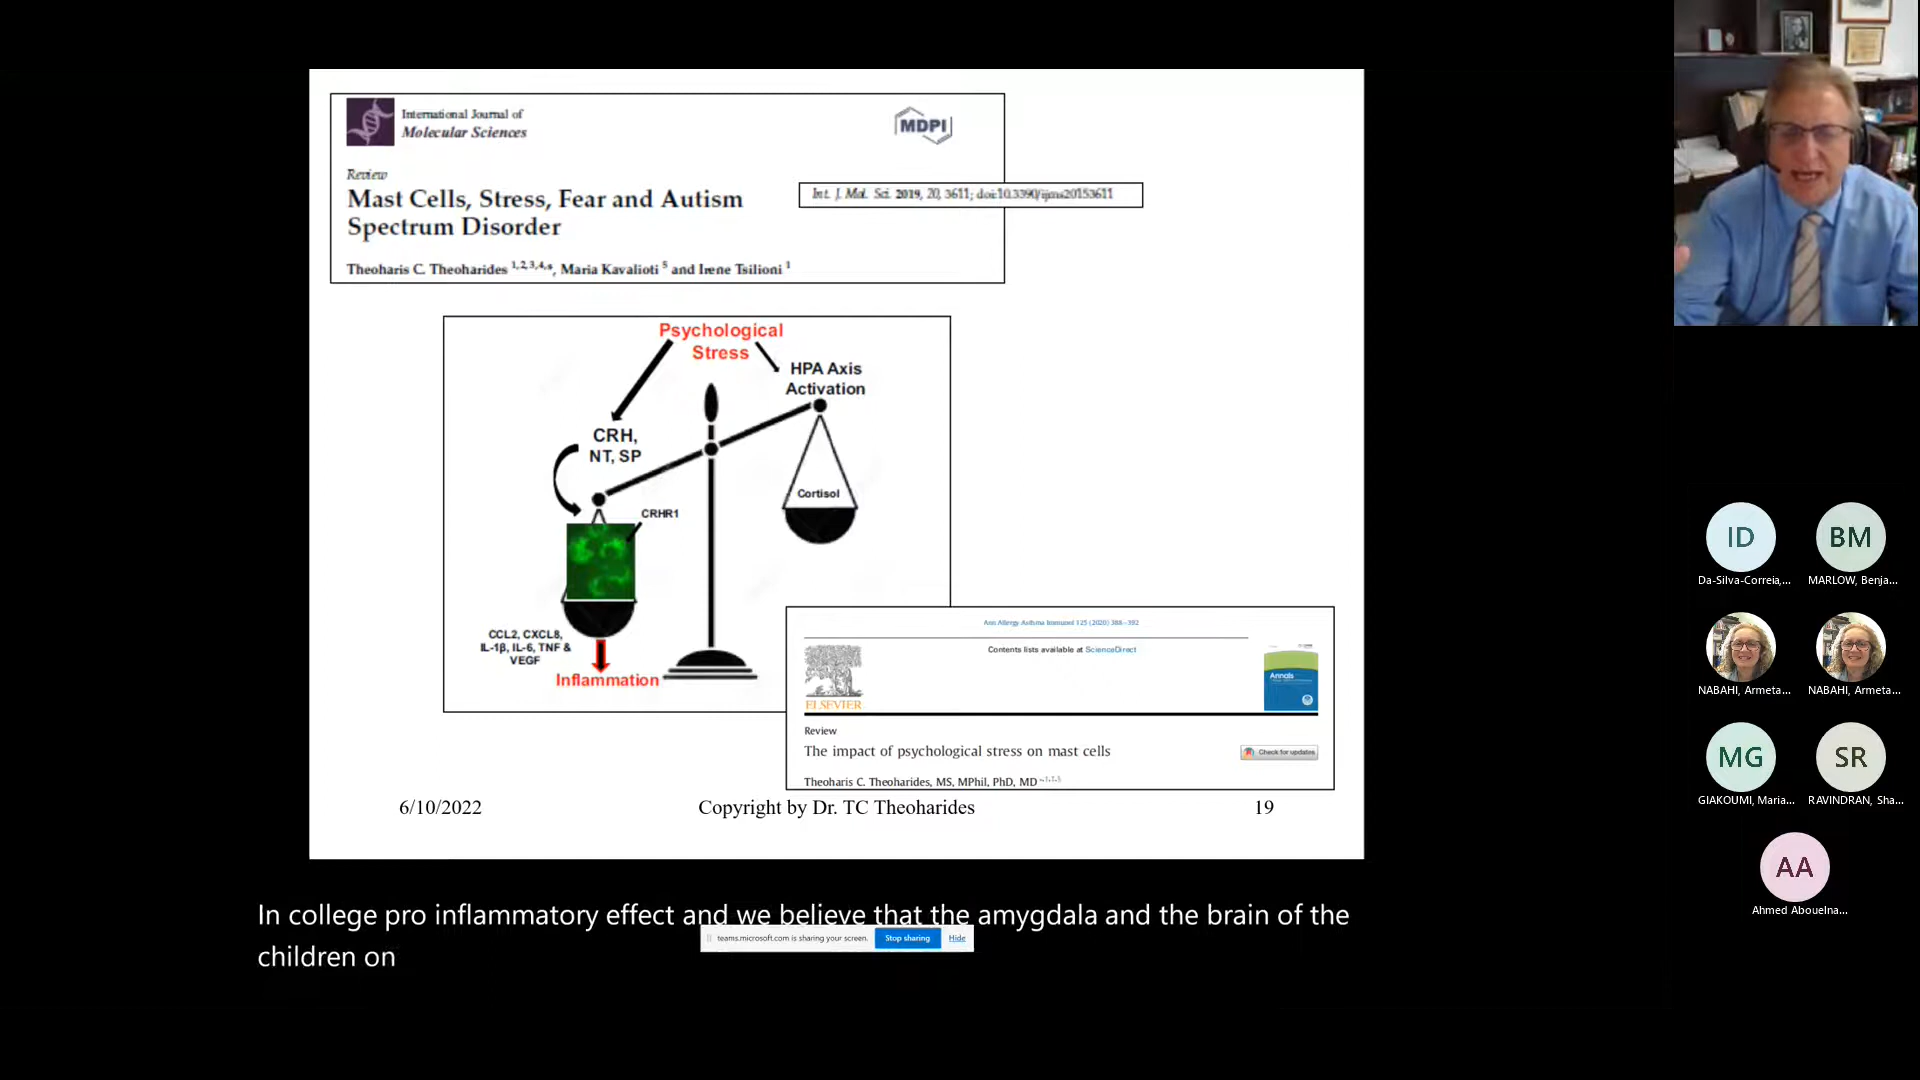 International Journal of
Molecular Sciences
MDPI
Review
Mast Cells, Stress, Fear and Autism
Spectrum Disorder
Int. J. Mol. Sci. 2019, 20, 3611; doi:10.3390/ijms20153611
Theoharis C. Theoharides 1,2,3,4,*, Maria Kavalioti 5 and Irene Tsilioni 1
Psychological
Stress
HPA Axis
Activation
CRH,
NT, SP
Cortisol
CRHR1
CCL2, CXCL8,
IL-1β, IL-6, TNF &
VEGF
Inflammation
Ann Allergy Asthma Immunol 125 (2020) 388–392
Contents lists available at ScienceDirect
ELSEVIER
Annals
Review
The impact of psychological stress on mast cells
Check for updates
Theoharis C. Theoharides, MS, MPhil, PhD, MD
6/10/2022
Copyright by Dr. TC Theoharides
19
In college pro inflammatory effect and we believe that the amygdala and the brain of the
children on
teams.microsoft.com is sharing your screen.
Stop sharing
Hide
ID
BM
Da-Silva-Correia,...
MARLOW, Benja...
NABAHI, Armeta...
NABAHI, Armeta...
MG
SR
GIAKOUMI, Maria...
RAVINDRAN, Sha...
AA
Ahmed Abouelna...